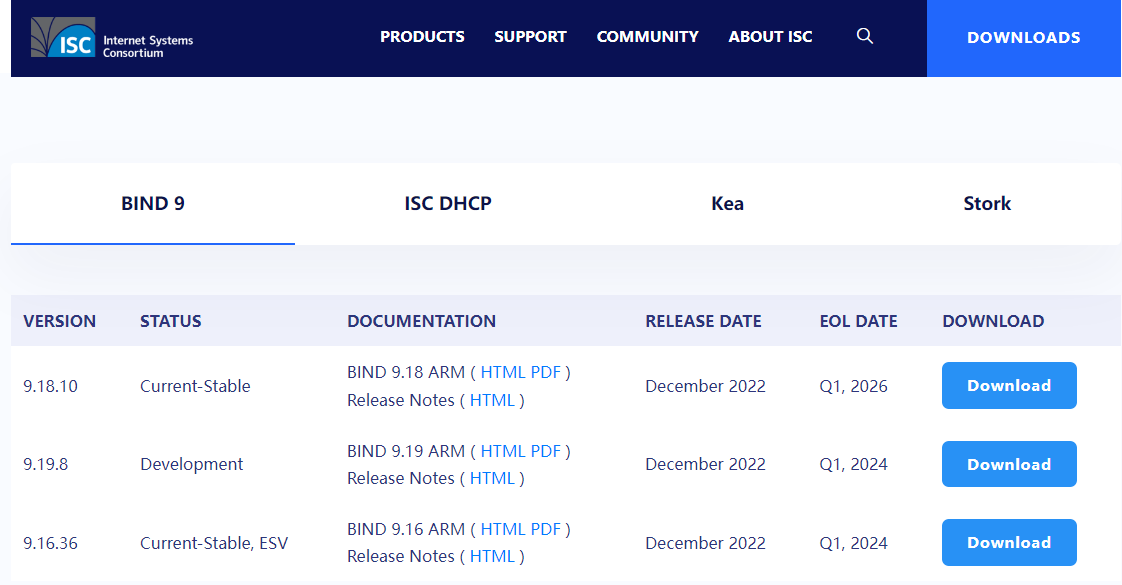 ISC Internet Systems Consortium
PRODUCTS SUPPORT COMMUNITY ABOUT ISC DOWNLOADS
BIND 9 ISC DHCP Kea Stork
VERSION STATUS DOCUMENTATION RELEASE DATE EOL DATE DOWNLOAD
9.18.10 Current-Stable BIND 9.18 ARM ( HTML PDF ) December 2022 Q1, 2026 Download
Release Notes ( HTML )
9.19.8 Development BIND 9.19 ARM ( HTML PDF ) December 2022 Q1, 2024 Download
Release Notes ( HTML )
9.16.36 Current-Stable, ESV BIND 9.16 ARM ( HTML PDF ) December 2022 Q1, 2024 Download
Release Notes ( HTML )